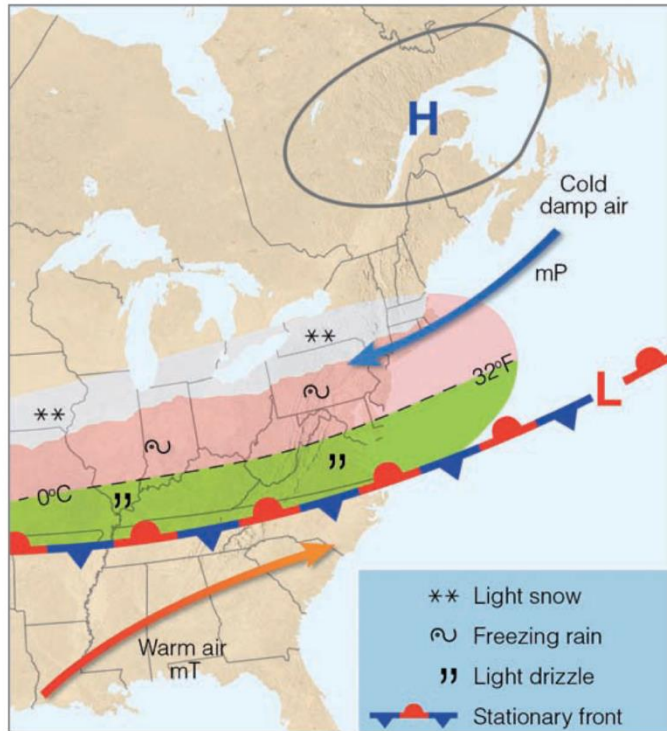 H
Cold
damp air
mP
32°F
L
** 
**
0°C
Warm air
mT
** Light snow
Freezing rain
,, Light drizzle
Stationary front